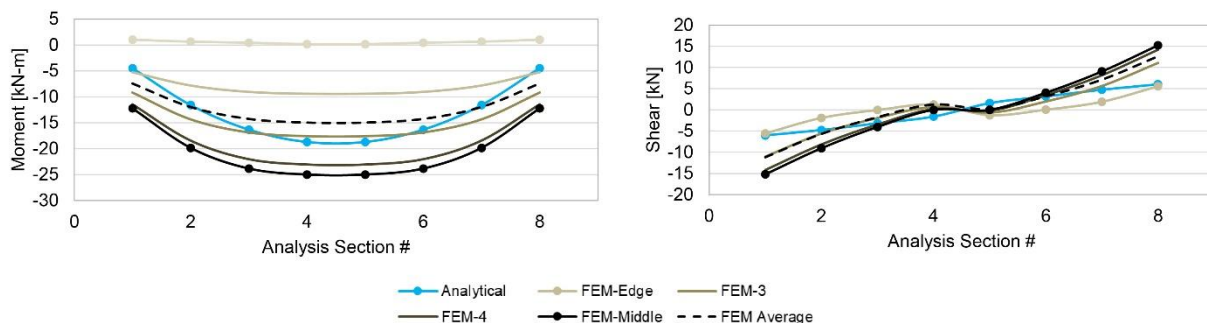 5
0
-5
-10
-15
-20
-25
-30
Moment [kN-m]
0 2 4 6 8
Analysis Section #
20
15
10
5
0
-5
-10
-15
-20
Shear [kN]
0 2 4 6 8
Analysis Section #
Analytical FEM-Edge FEM-3
FEM-4 FEM-Middle FEM Average